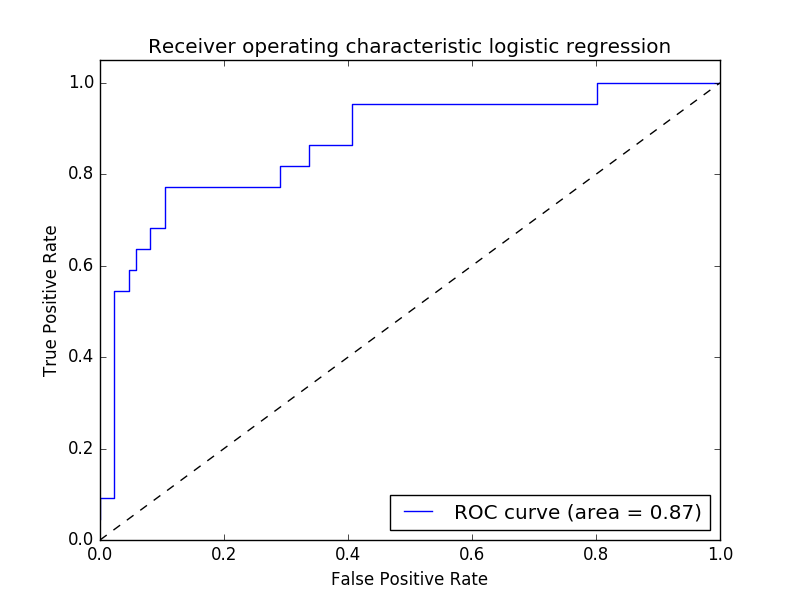 Receiver operating characteristic logistic regression
1.0
0.8
0.6
0.4
0.2
0.0
True Positive Rate
ROC curve (area = 0.87)
0.0 0.2 0.4 0.6 0.8 1.0
False Positive Rate